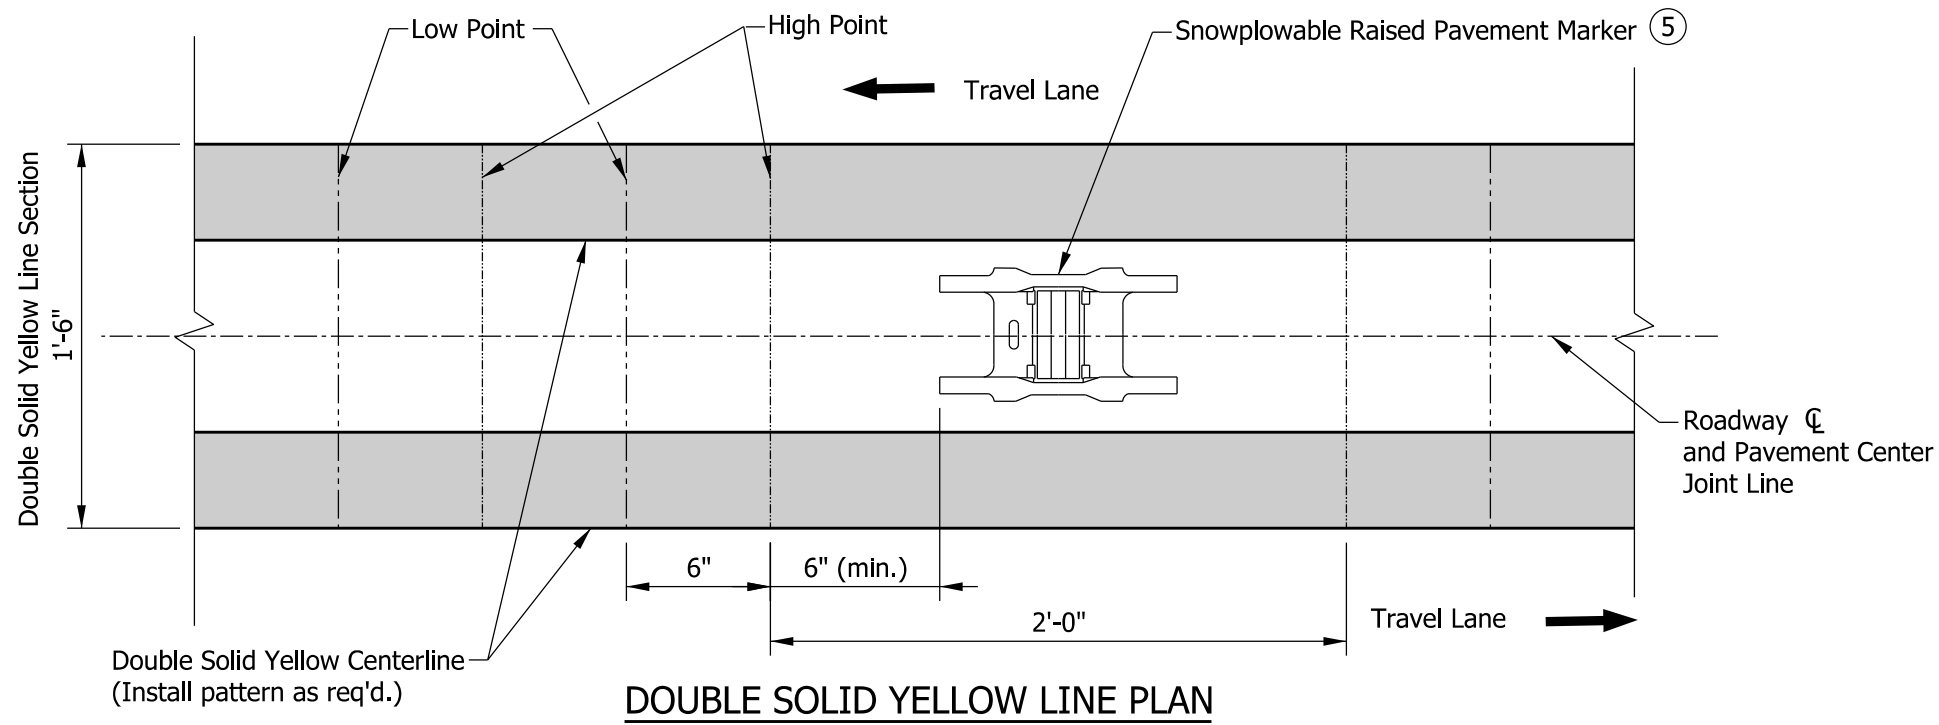 Low Point
High Point
Snowplowable Raised Pavement Marker ⑤
Travel Lane
Double Solid Yellow Line Section
1'-6"
Roadway ℄
and Pavement Center
Joint Line
6"
6" (min.)
2'-0"
Travel Lane
Double Solid Yellow Centerline
(Install pattern as req'd.)
DOUBLE SOLID YELLOW LINE PLAN